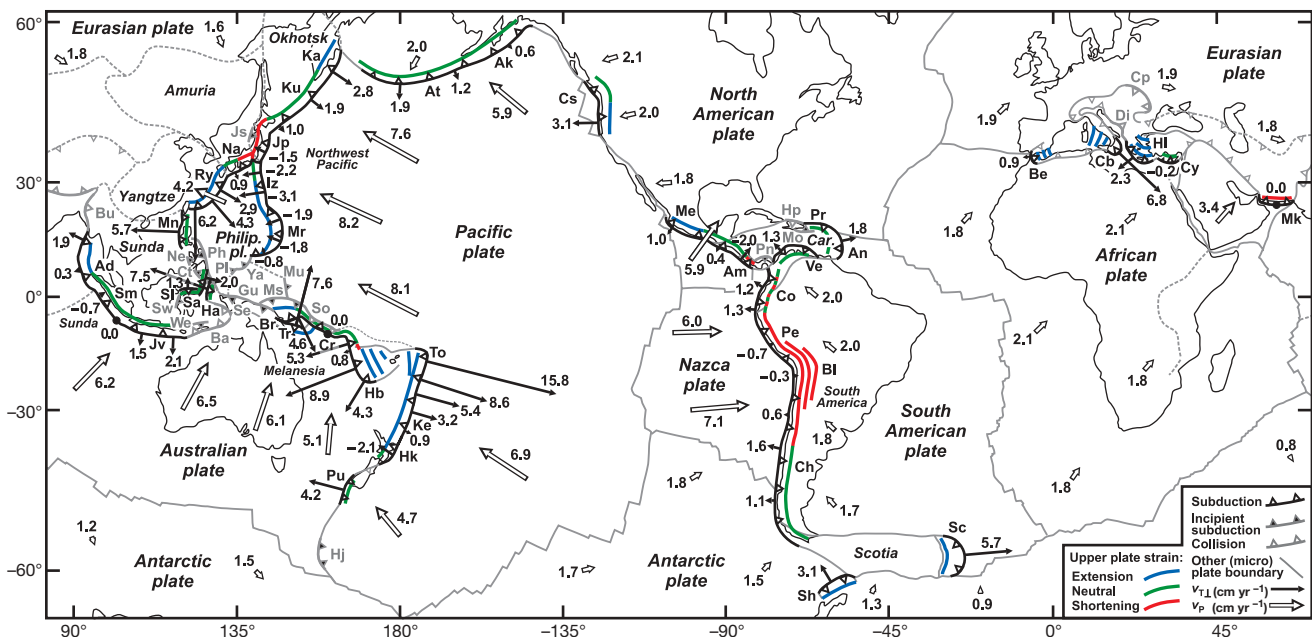 60°
30°
0°
−30°
−60°
90°
135°
180°
−135°
−90°
−45°
0°
45°
Eurasian plate
1.6
1.8
Okhotsk
Ka
Amuria
Ku
2.8
1.9
Js
1.0
Jp
Na
−1.5
−2.2
Northwest
Pacific
7.6
Ry
0.9
Iz
−3.1
4.2
Yangtze
2.9
−1.9
8.2
Mn
6.2
4.3
Mr
5.7
−1.8
Bu
Sunda
Philip.
pl.
−0.8
1.9
Ne
Ph
Ad
7.5
Ct
Pl
Ya
Mu
0.3
1.3
2.0
7.6
Sm
Sl
Sa
Ha
Gu
Ms
8.1
−0.7
Sw
Se
So
Sunda
0.0
We
Br
Tr
0.0
Ba
4.6
Cr
1.5
Jv
2.1
5.3
0.8
To
Melanesia
6.2
15.8
6.5
8.9
Hb
8.6
4.3
5.4
6.1
3.2
5.1
Ke
0.9
−2.1
Hk
6.9
Australian
plate
Pu
4.2
4.7
1.2
Hj
Antarctic
plate
1.5
1.7
Pacific
plate
2.0
0.6
Ak
At
1.2
1.9
5.9
2.1
Cs
2.0
3.1
North
American
plate
1.8
Me
Hp
Pr
1.0
1.3
Mo
Car.
1.8
−2.0
0.4
Pn
An
5.9
Am
Ve
1.2
Co
2.0
1.3
6.0
Pe
−0.7
2.0
Nazca
plate
−0.3
Bl
South
America
7.1
0.6
1.8
South
American
plate
1.6
Ch
1.8
1.1
1.7
Sc
Scotia
5.7
Antarctic
plate
1.5
3.1
Sh
1.3
0.9
Eurasian
plate
Cp
1.9
Di
1.9
1.8
0.9
Hl
Be
Cb
−0.2
Cy
2.3
6.8
0.0
3.4
Mk
1.8
2.1
African
plate
2.1
1.8
1.8
0.8
Subduction
Incipient
subduction
Collision
Upper plate strain:
Other (micro)
plate boundary
Extension
Neutral
Shortening
vT⊥ (cm yr −1)
vP (cm yr −1)